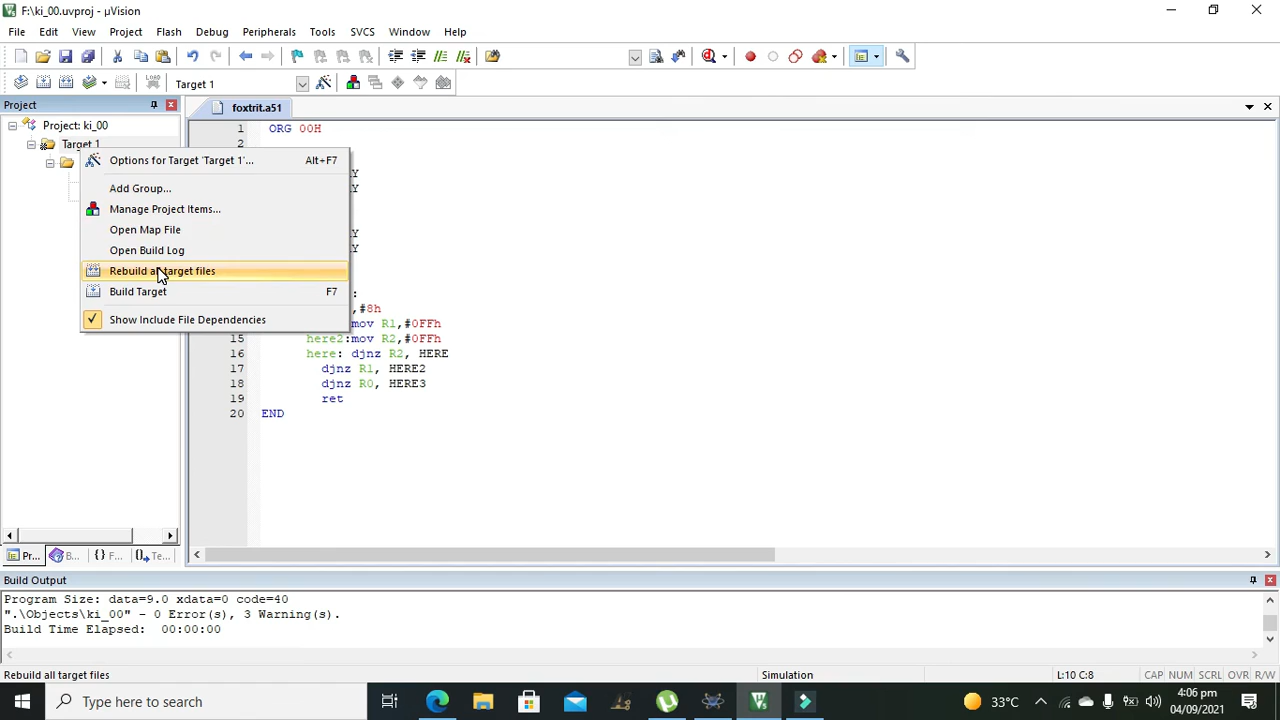 F:\ki_00.uvproj - µVision
File Edit View Project Flash Debug Peripherals Tools SVCS Window Help
LOAD Target 1
Project
foxtrit.a51
Project: ki_00
Target 1
1 ORG 00H
2
Options for Target 'Target 1'... Alt+F7
Y
Add Group...
Y
Manage Project Items...
Open Map File
Y
Open Build Log
Y
Rebuild all target files
Build Target F7
:
,#8h
Show Include File Dependencies
mov R1,#0FFh
15 here2:mov R2,#0FFh
16 here: djnz R2, HERE
17 djnz R1, HERE2
18 djnz R0, HERE3
19 ret
20 END
Pr... B... {} F... Te...
Build Output
Program Size: data=9.0 xdata=0 code=40
".\Objects\ki_00" - 0 Error(s), 3 Warning(s).
Build Time Elapsed: 00:00:00
Rebuild all target files Simulation L:10 C:8 CAP NUM SCRL OVR R/W
Type here to search
33°C
4:06 pm
04/09/2021